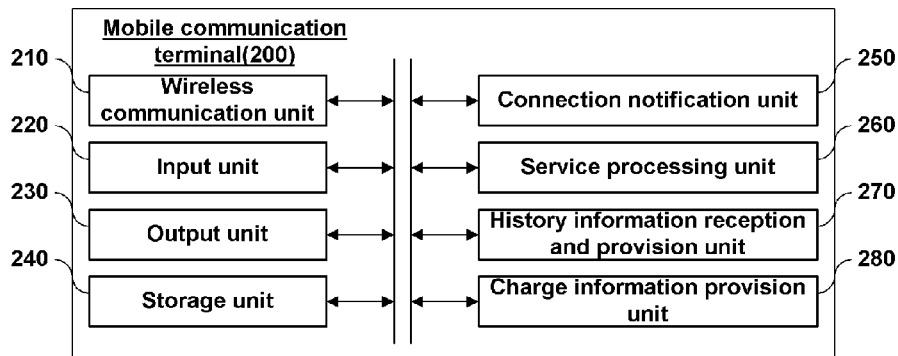 Mobile communication
terminal(200)
210
Wireless
communication unit
220
Input unit
230
Output unit
240
Storage unit
250
Connection notification unit
260
Service processing unit
270
History information reception
and provision unit
280
Charge information provision
unit